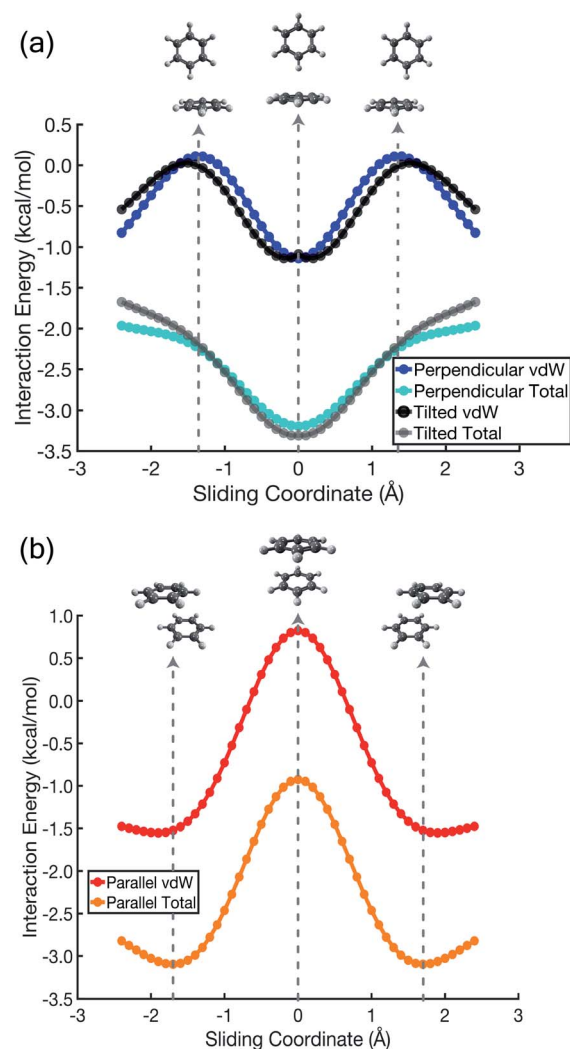 (a)
0.5
0.0
-0.5
-1.0
-1.5
-2.0
-2.5
-3.0
-3.5
Interaction Energy (kcal/mol)
Perpendicular vdW
Perpendicular Total
Tilted vdW
Tilted Total
-3 -2 -1 0 1 2 3
Sliding Coordinate (Å)
(b)
1.0
0.5
0.0
-0.5
-1.0
-1.5
-2.0
-2.5
-3.0
-3.5
Interaction Energy (kcal/mol)
Parallel vdW
Parallel Total
-3 -2 -1 0 1 2 3
Sliding Coordinate (Å)